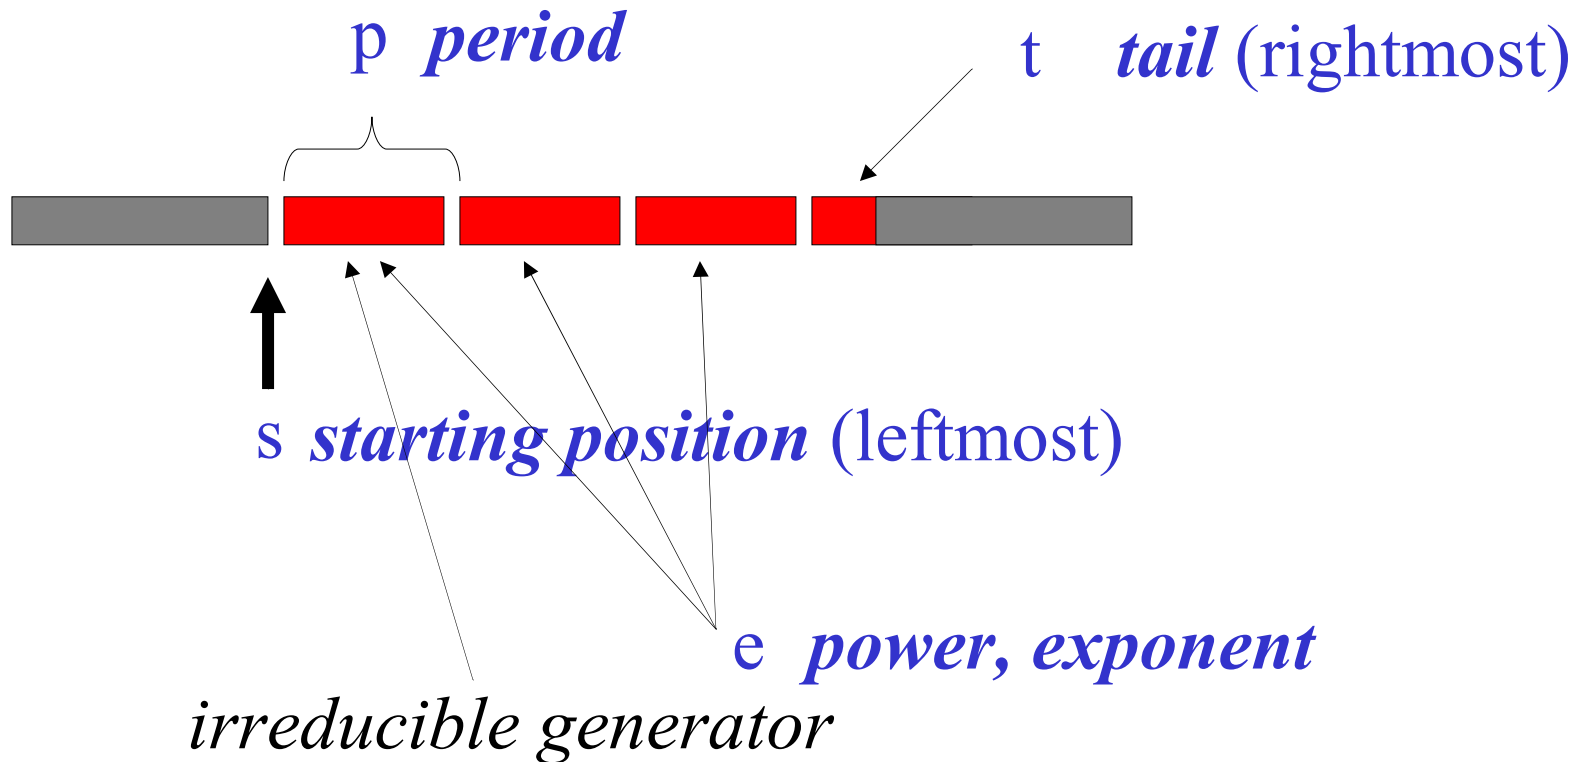 p period
t tail (rightmost)
s starting position (leftmost)
e power, exponent
irreducible generator